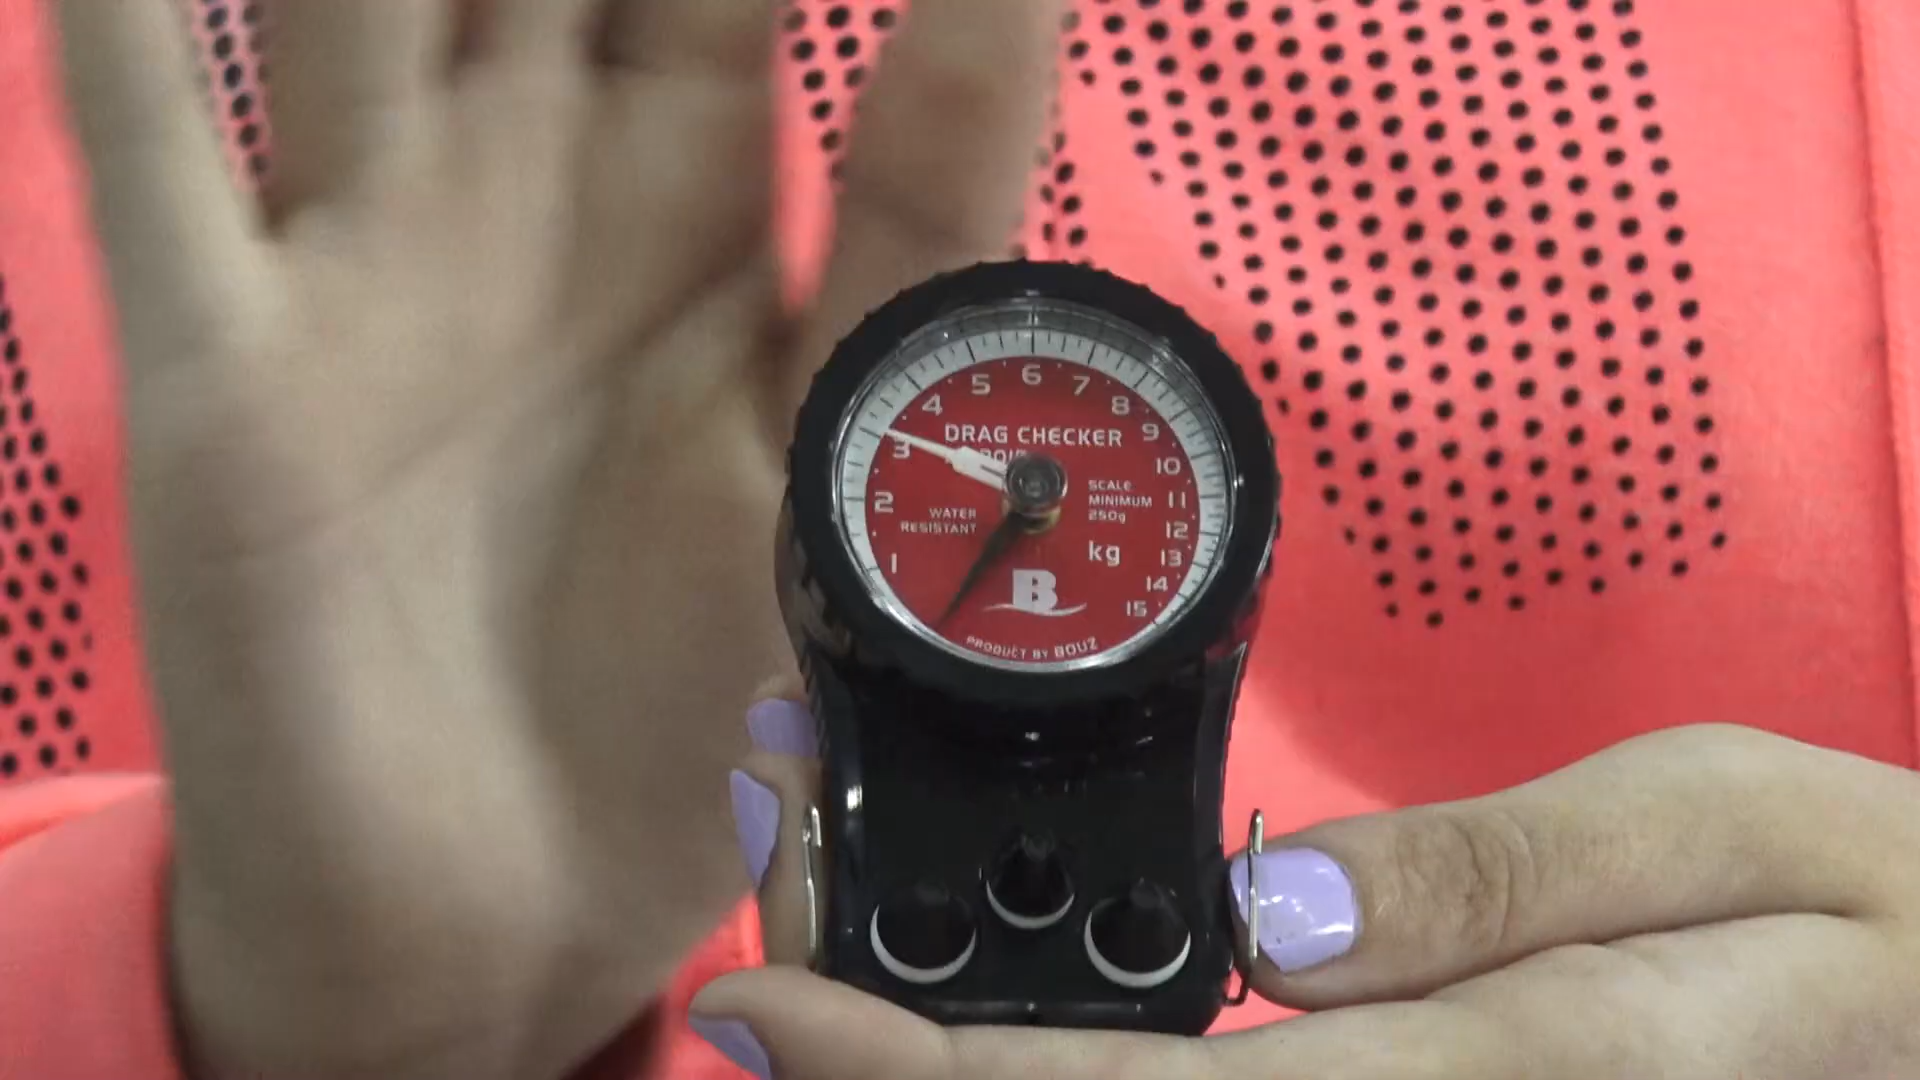 5 6 7
4 8
3 9
DRAG CHECKER
10
2 11
SCALE
MINIMUM
250g
WATER
RESISTANT
12
kg
1 13
14
B
15
PRODUCT BY BOUZ